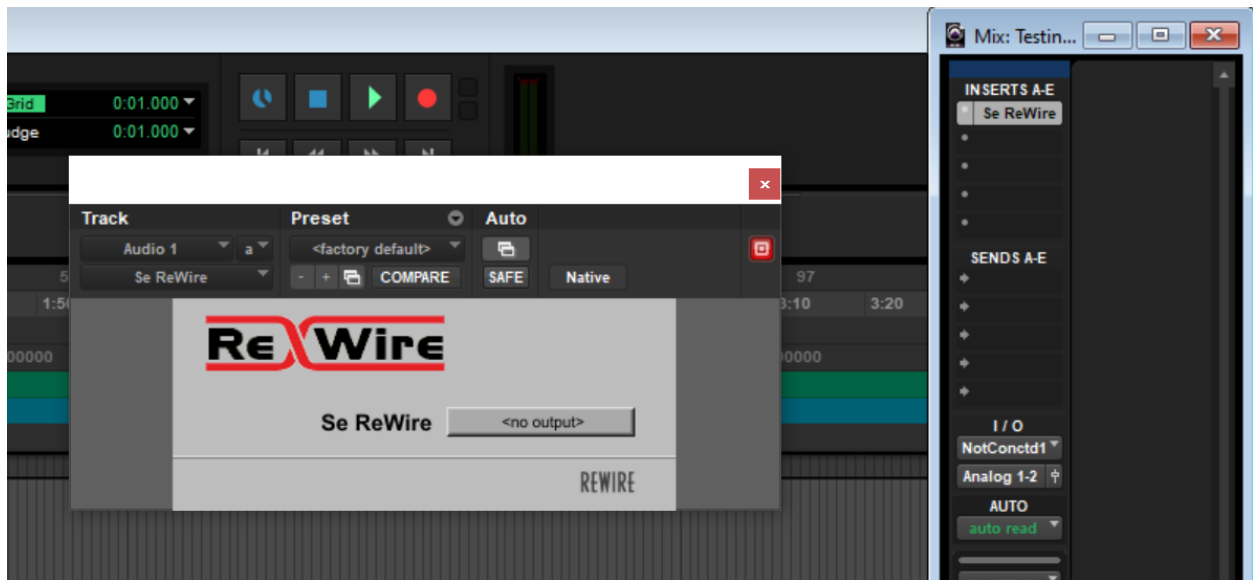 Mix: Testin...
Grid 0:01.000
udge 0:01.000
INSERTS A-E
Se ReWire
Track Preset Auto
Audio 1 a <factory default>
Se ReWire - + COMPARE SAFE Native
SENDS A-E
5 97
1:50 3:10 3:20
ReWire
00000 00000
Se ReWire <no output>
REWIRE
I / O
NotConctd1
Analog 1-2
AUTO
auto read